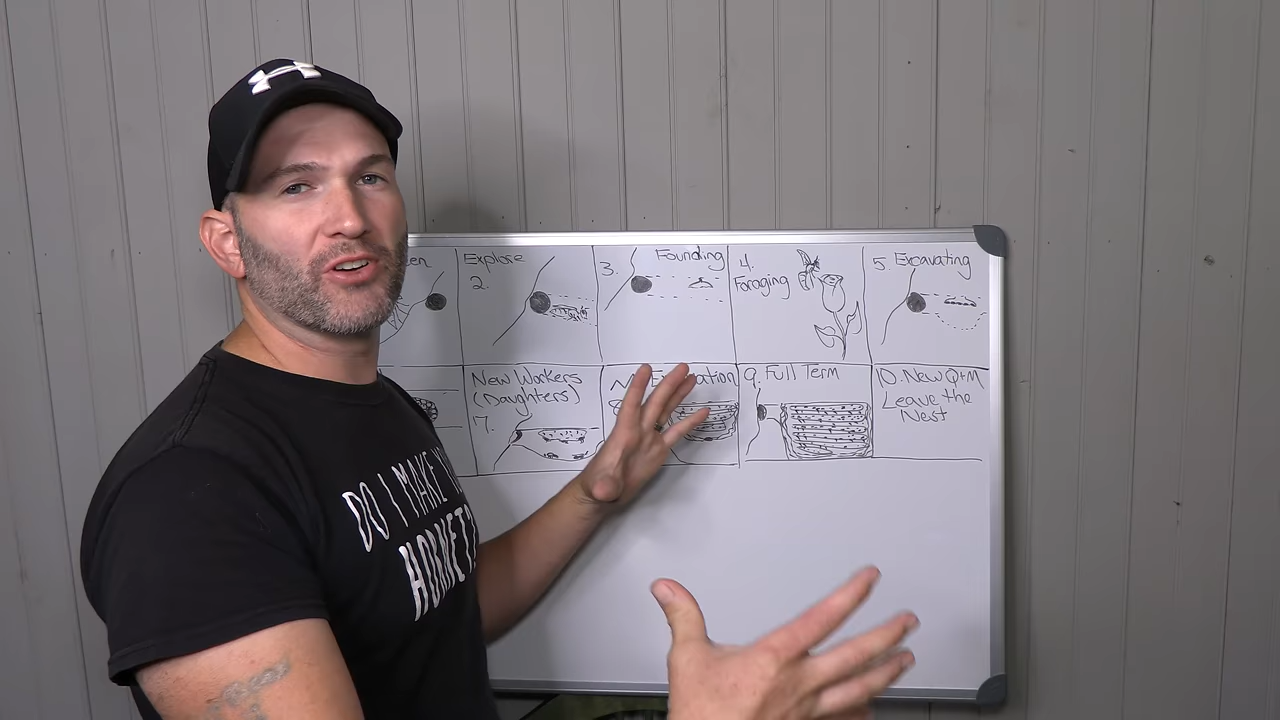 Explore
2.
3. Founding
4.
Foraging
5. Excavating
New Workers
(Daughters)
7.
9. Full Term
10. New Q+M
Leave the
Nest
DO I MAKE